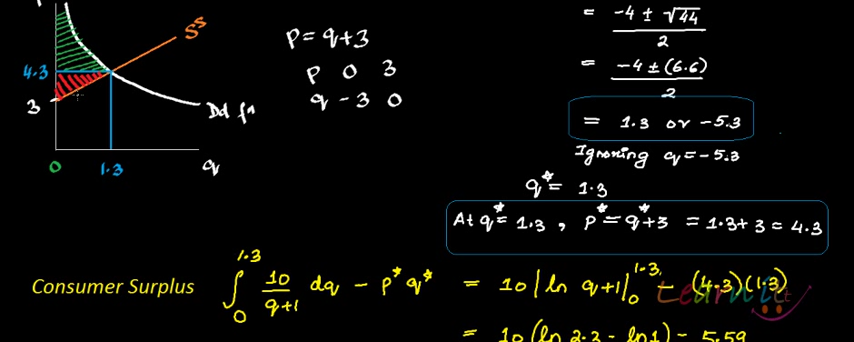 SS
P = q+3
P 0 3
q -3 0
4.3
3
Dd fn
0 1.3 q
= -4 ± √44 / 2
= -4 ± (6.6) / 2
= 1.3 or -5.3
Ignoring q = -5.3
q* = 1.3
At q* = 1.3, P* = q*+3 = 1.3+3 = 4.3
Consumer Surplus ∫₀^1.3 10/(q+1) dq - P* q* = 10 |ln q+1|₀^1.3 - (4.3)(1.3)
= 10 (ln 2.3 - ln 1) - 5.59